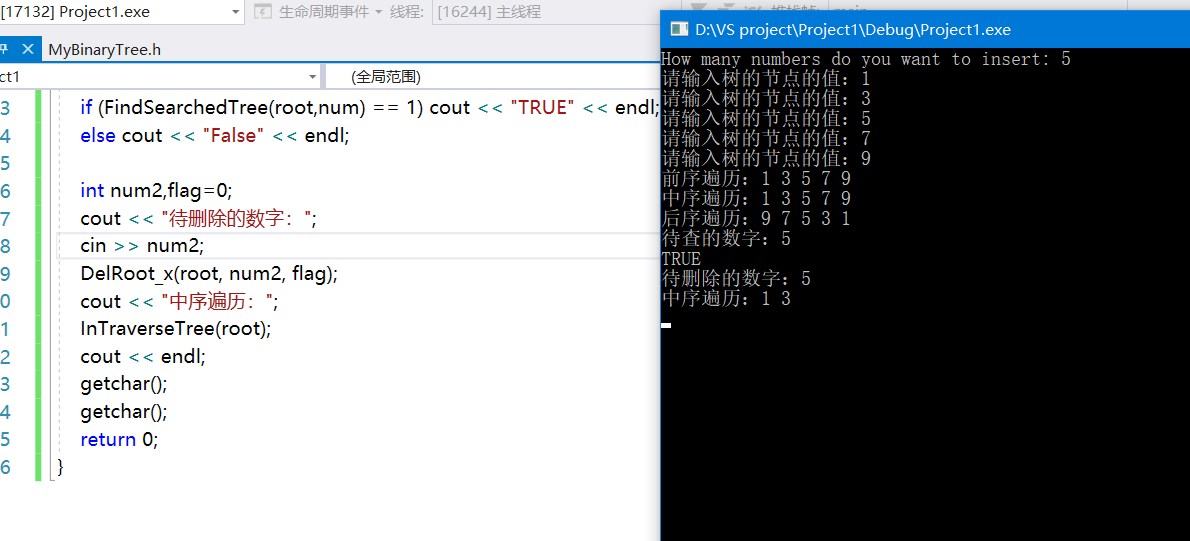 [17132] Project1.exe
生命周期事件
线程:
[16244] 主线程
MyBinaryTree.h
ct1
(全局范围)
3 if (FindSearchedTree(root,num) == 1) cout << "TRUE" << endl;
4 else cout << "False" << endl;
5
6 int num2,flag=0;
7 cout << "待删除的数字：";
8 cin >> num2;
9 DelRoot_x(root, num2, flag);
0 cout << "中序遍历：";
1 InTraverseTree(root);
2 cout << endl;
3 getchar();
4 getchar();
5 return 0;
6 }
D:\VS project\Project1\Debug\Project1.exe
How many numbers do you want to insert: 5
请输入树的节点的值：1
请输入树的节点的值：3
请输入树的节点的值：5
请输入树的节点的值：7
请输入树的节点的值：9
前序遍历：1 3 5 7 9
中序遍历：1 3 5 7 9
后序遍历：9 7 5 3 1
待查的数字：5
TRUE
待删除的数字：5
中序遍历：1 3